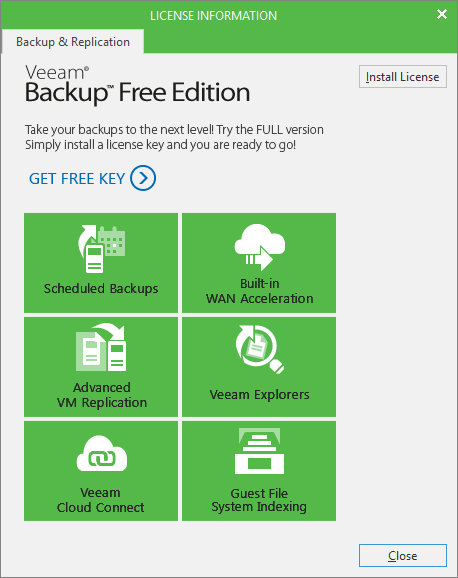 LICENSE INFORMATION
Backup & Replication
Veeam®
Backup™ Free Edition
Install License
Take your backups to the next level! Try the FULL version
Simply install a license key and you are ready to go!
GET FREE KEY
Scheduled Backups
Built-in
WAN Acceleration
Advanced
VM Replication
Veeam Explorers
Veeam
Cloud Connect
Guest File
System Indexing
Close